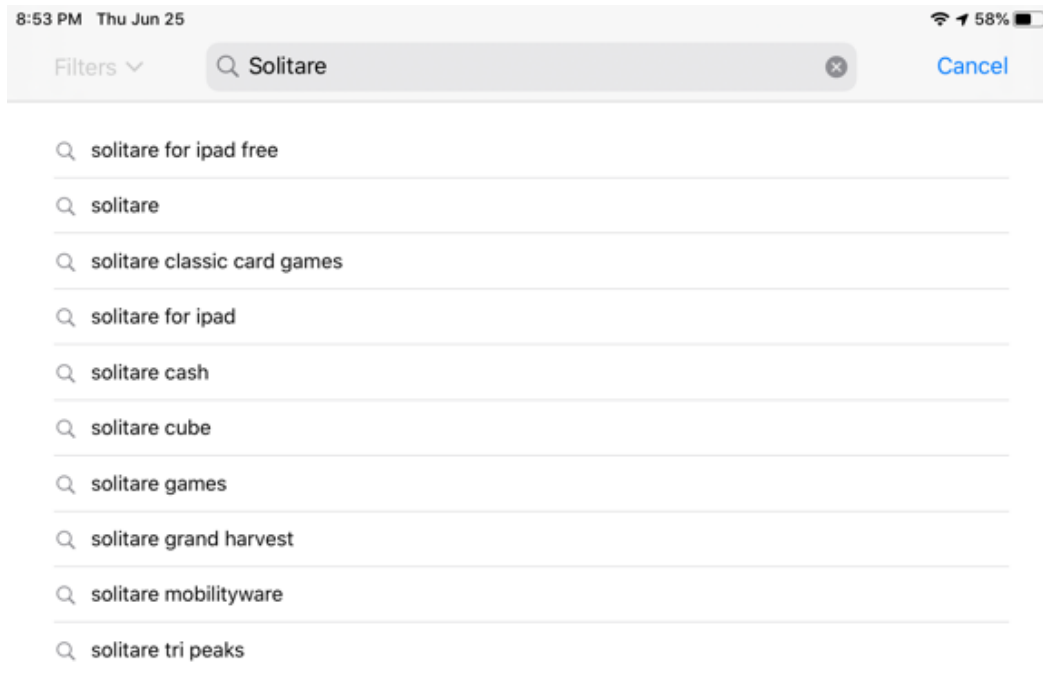 8:53 PM Thu Jun 25 58%
Filters Solitare Cancel
solitare for ipad free
solitare
solitare classic card games
solitare for ipad
solitare cash
solitare cube
solitare games
solitare grand harvest
solitare mobilityware
solitare tri peaks